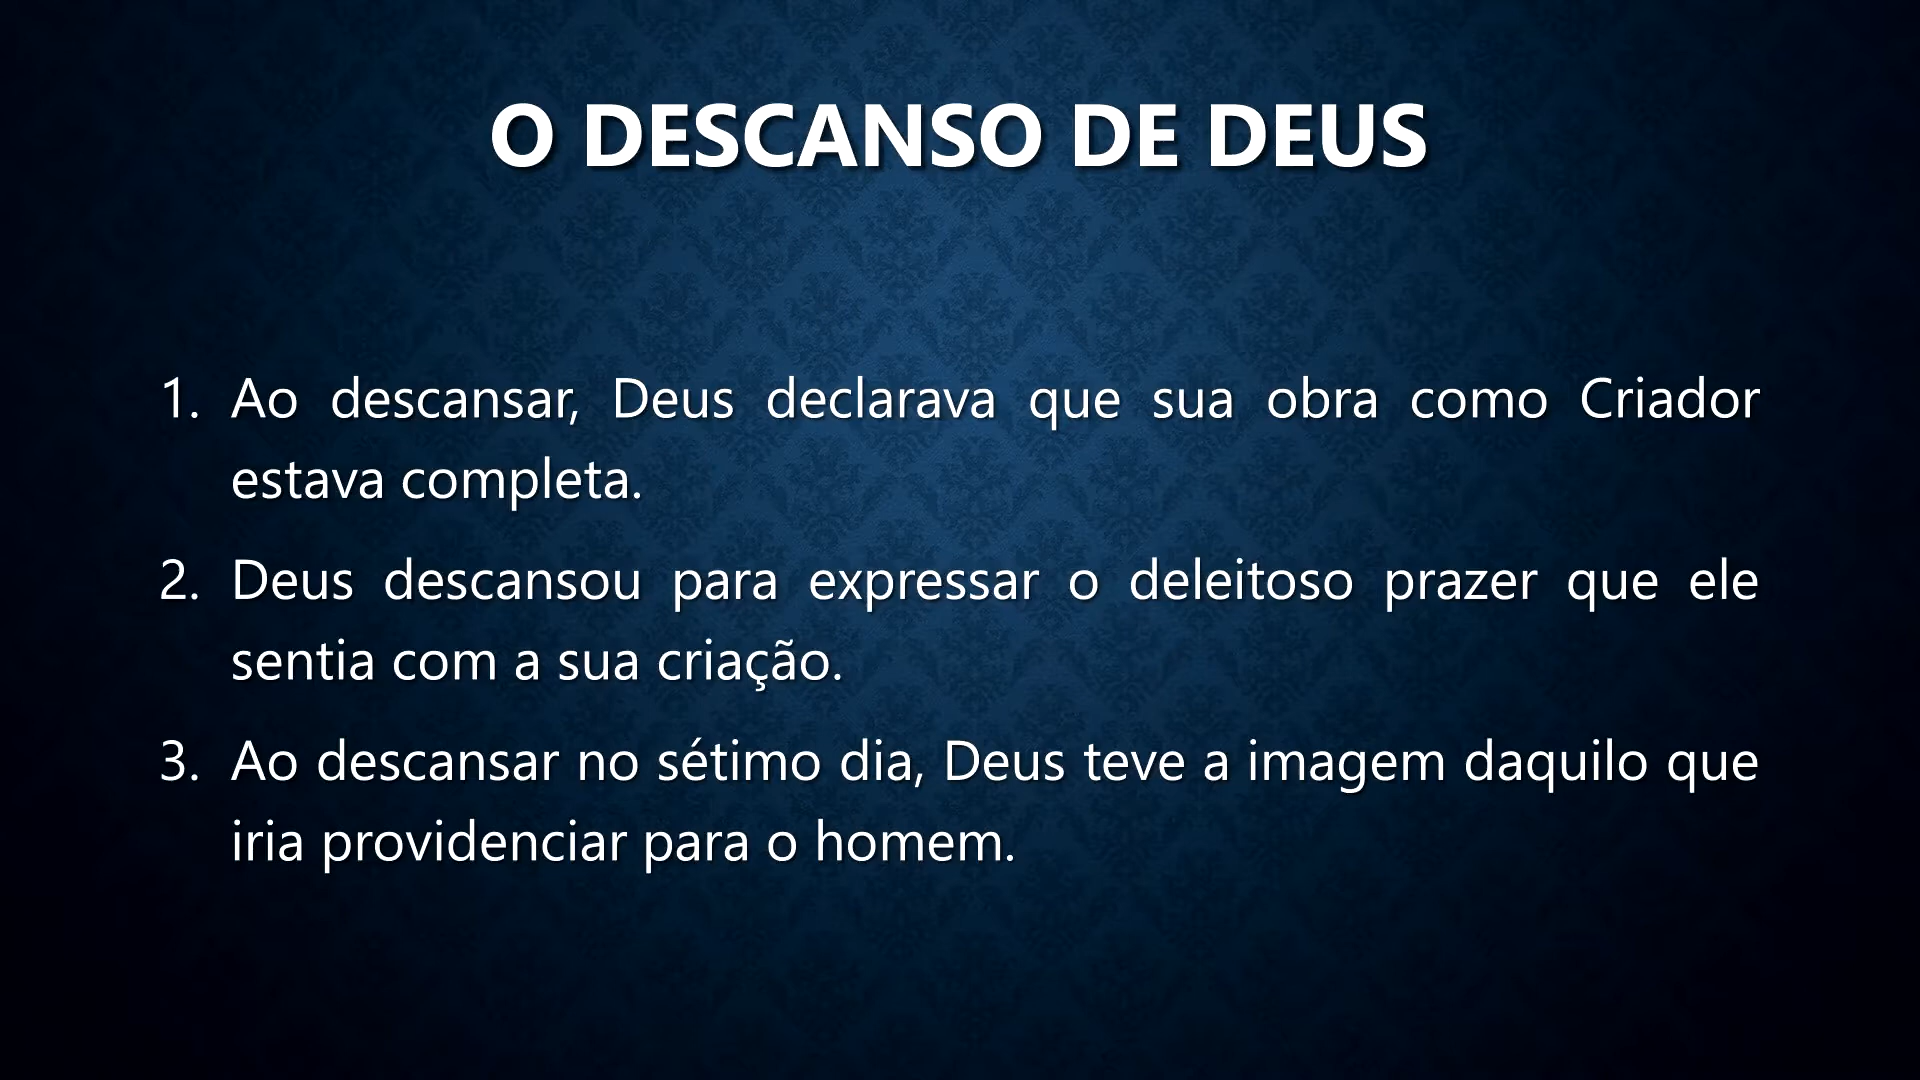 O DESCANSO DE DEUS
1. Ao descansar, Deus declarava que sua obra como Criador
estava completa.
2. Deus descansou para expressar o deleitoso prazer que ele
sentia com a sua criação.
3. Ao descansar no sétimo dia, Deus teve a imagem daquilo que
iria providenciar para o homem.